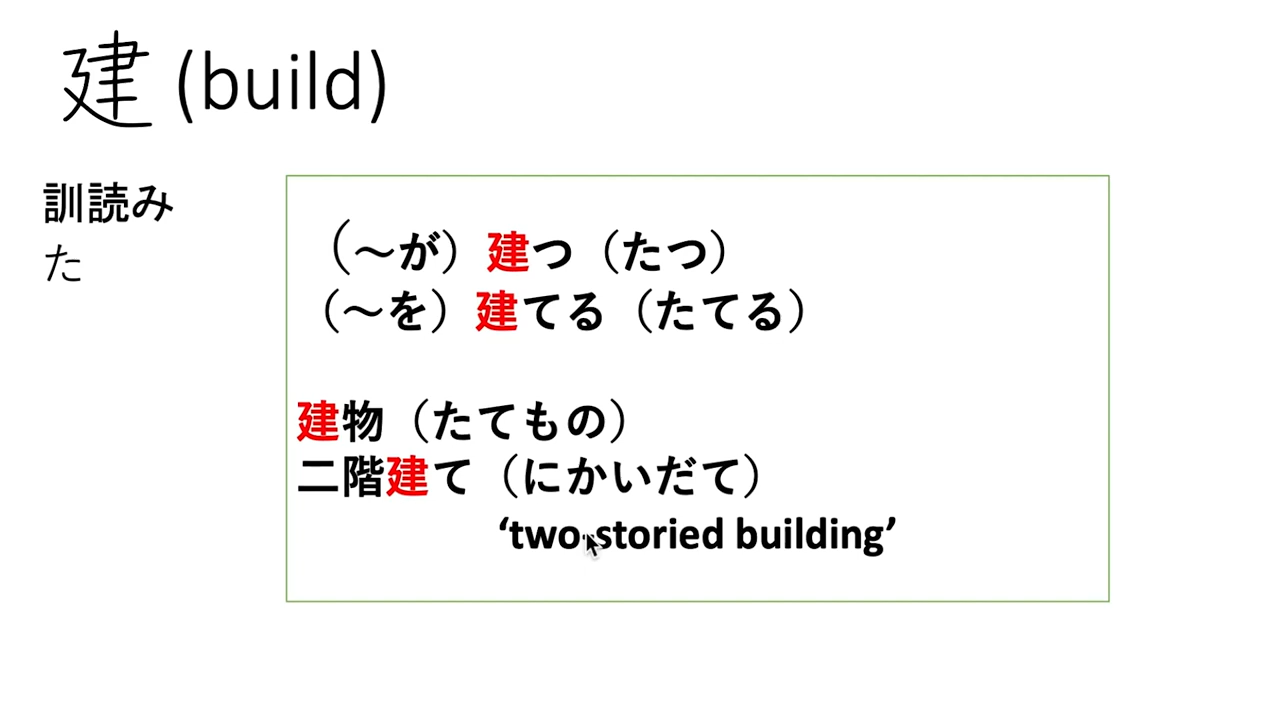 建 (build)
訓読み
た
（～が）建つ（たつ）
（～を）建てる（たてる）
建物（たてもの）
二階建て（にかいだて）
‘two-storied building’